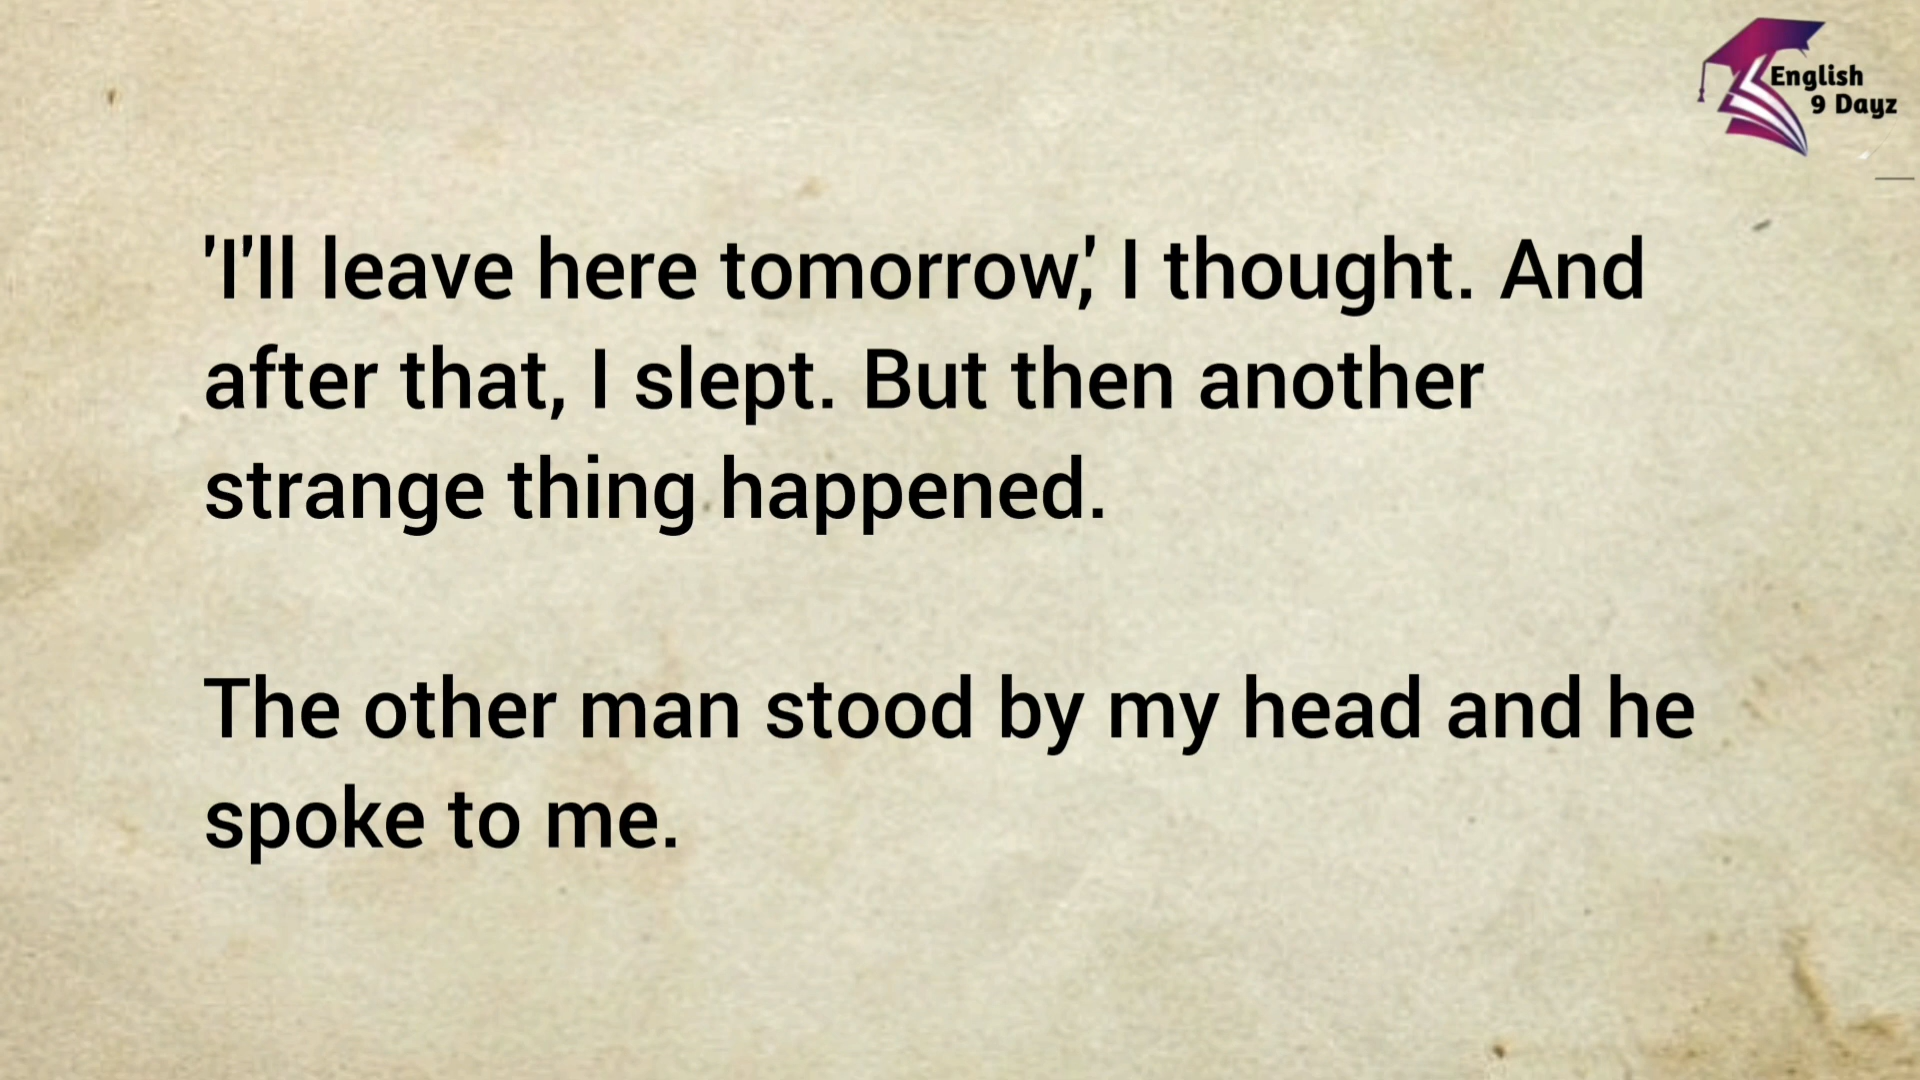 English
9 Dayz
'I'll leave here tomorrow,' I thought. And
after that, I slept. But then another
strange thing happened.
The other man stood by my head and he
spoke to me.